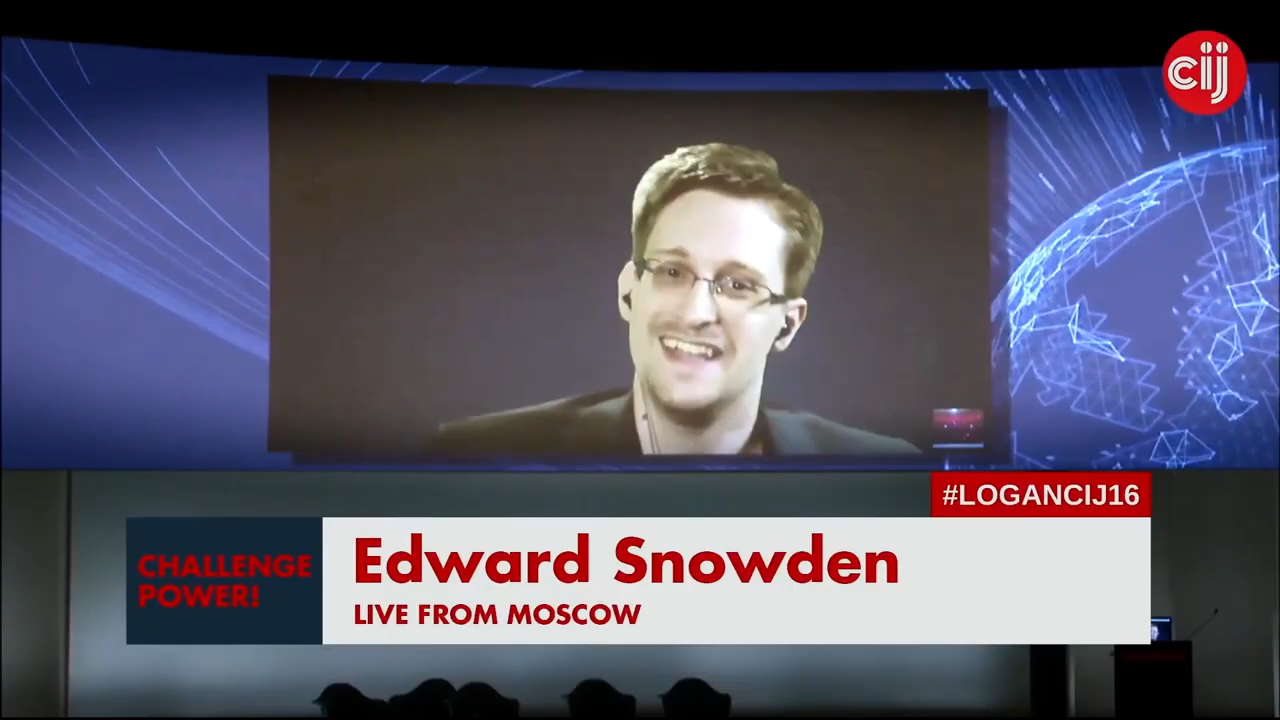 cij
#LOGANCIJ16
CHALLENGE
POWER!
Edward Snowden
LIVE FROM MOSCOW